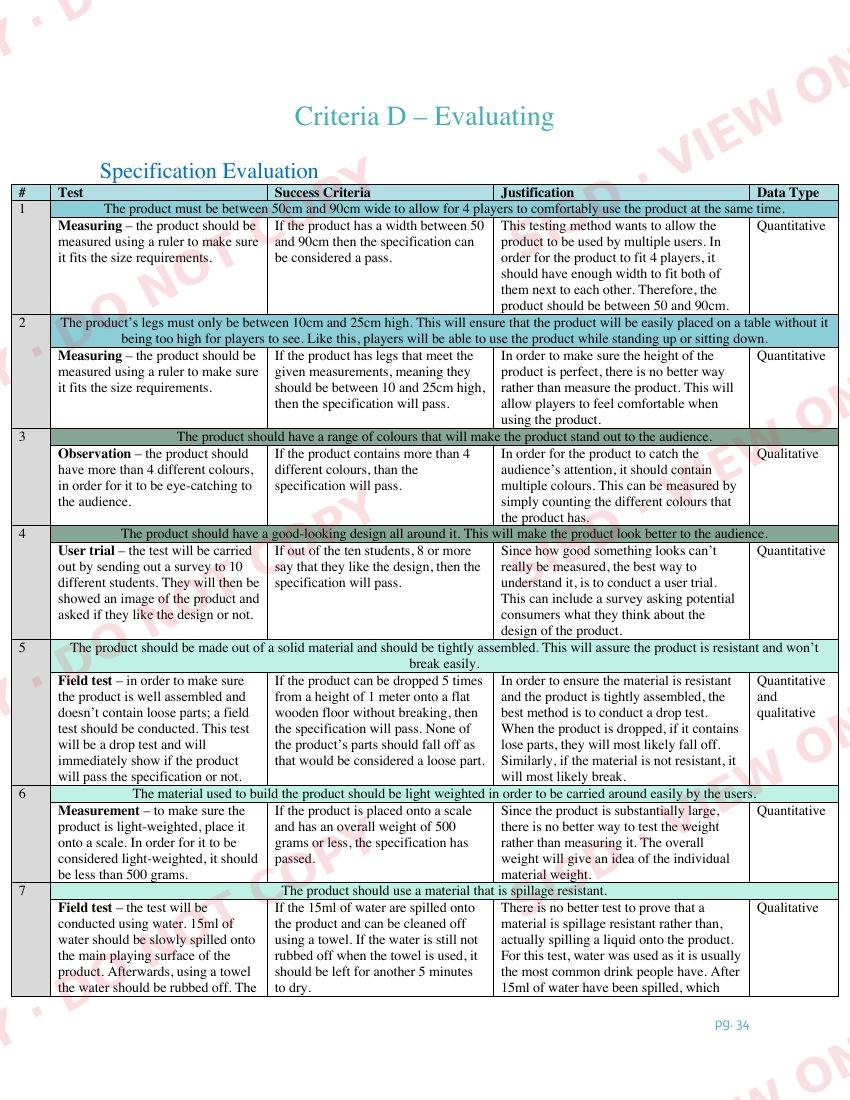 Criteria D – Evaluating
Specification Evaluation
# Test Success Criteria Justification Data Type
1 The product must be between 50cm and 90cm wide to allow for 4 players to comfortably use the product at the same time.
Measuring – the product should be
measured using a ruler to make sure
it fits the size requirements.
If the product has a width between 50
and 90cm then the specification can
be considered a pass.
This testing method wants to allow the
product to be used by multiple users. In
order for the product to fit 4 players, it
should have enough width to fit both of
them next to each other. Therefore, the
product should be between 50 and 90cm.
Quantitative
2 The product’s legs must only be between 10cm and 25cm high. This will ensure that the product will be easily placed on a table without it
being too high for players to see. Like this, players will be able to use the product while standing up or sitting down.
Measuring – the product should be
measured using a ruler to make sure
it fits the size requirements.
If the product has legs that meet the
given measurements, meaning they
should be between 10 and 25cm high,
then the specification will pass.
In order to make sure the height of the
product is perfect, there is no better way
rather than measure the product. This will
allow players to feel comfortable when
using the product.
Quantitative
3 The product should have a range of colours that will make the product stand out to the audience.
Observation – the product should
have more than 4 different colours,
in order for it to be eye-catching to
the audience.
If the product contains more than 4
different colours, than the
specification will pass.
In order for the product to catch the
audience’s attention, it should contain
multiple colours. This can be measured by
simply counting the different colours that
the product has.
Qualitative
4 The product should have a good-looking design all around it. This will make the product look better to the audience.
User trial – the test will be carried
out by sending out a survey to 10
different students. They will then be
showed an image of the product and
asked if they like the design or not.
If out of the ten students, 8 or more
say that they like the design, then the
specification will pass.
Since how good something looks can’t
really be measured, the best way to
understand it, is to conduct a user trial.
This can include a survey asking potential
consumers what they think about the
design of the product.
Quantitative
5 The product should be made out of a solid material and should be tightly assembled. This will assure the product is resistant and won’t
break easily.
Field test – in order to make sure
the product is well assembled and
doesn’t contain loose parts; a field
test should be conducted. This test
will be a drop test and will
immediately show if the product
will pass the specification or not.
If the product can be dropped 5 times
from a height of 1 meter onto a flat
wooden floor without breaking, then
the specification will pass. None of
the product’s parts should fall off as
that would be considered a loose part.
In order to ensure the material is resistant
and the product is tightly assembled, the
best method is to conduct a drop test.
When the product is dropped, if it contains
lose parts, they will most likely fall off.
Similarly, if the material is not resistant, it
will most likely break.
Quantitative
and
qualitative
6 The material used to build the product should be light weighted in order to be carried around easily by the users.
Measurement – to make sure the
product is light-weighted, place it
onto a scale. In order for it to be
considered light-weighted, it should
be less than 500 grams.
If the product is placed onto a scale
and has an overall weight of 500
grams or less, the specification has
passed.
Since the product is substantially large,
there is no better way to test the weight
rather than measuring it. The overall
weight will give an idea of the individual
material weight.
Quantitative
7 The product should use a material that is spillage resistant.
Field test – the test will be
conducted using water. 15ml of
water should be slowly spilled onto
the main playing surface of the
product. Afterwards, using a towel
the water should be rubbed off. The
If the 15ml of water are spilled onto
the product and can be cleaned off
using a towel. If the water is still not
rubbed off when the towel is used, it
should be left for another 5 minutes
to dry.
There is no better test to prove that a
material is spillage resistant rather than,
actually spilling a liquid onto the product.
For this test, water was used as it is usually
the most common drink people have. After
15ml of water have been spilled, which
Qualitative
pg. 34